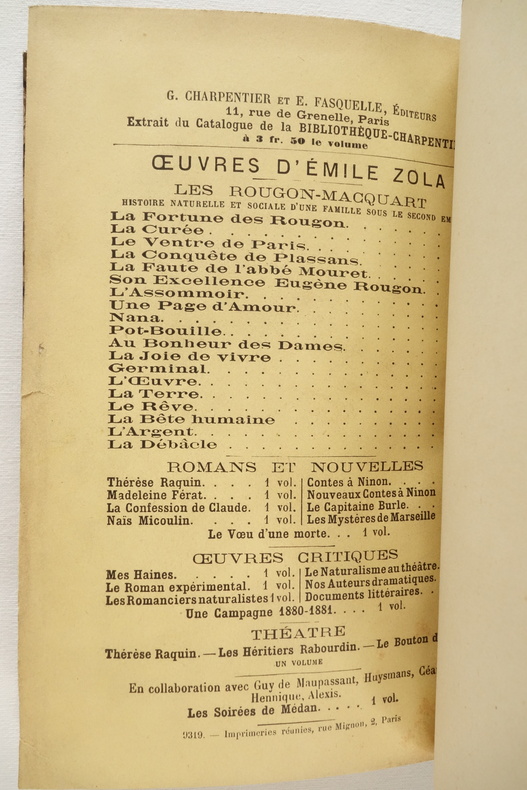 G. CHARPENTIER ET E. FASQUELLE, ÉDITEURS
11, rue de Grenelle, Paris
Extrait du Catalogue de la BIBLIOTHÈQUE-CHARPENTI
à 3 fr. 50 le volume
ŒUVRES D'ÉMILE ZOLA
LES ROUGON-MACQUART
HISTOIRE NATURELLE ET SOCIALE D'UNE FAMILLE SOUS LE SECOND EM
La Fortune des Rougon. . . . . . .
La Curée . . . . . . . . . . .
Le Ventre de Paris. . . . . . . .
La Conquête de Plassans. . . . . .
La Faute de l'abbé Mouret. . . . . .
Son Excellence Eugène Rougon. . .
L'Assommoir. . . . . . . . . . .
Une Page d'Amour. . . . . . . . .
Nana. . . . . . . . . . . . . .
Pot-Bouille. . . . . . . . . . . .
Au Bonheur des Dames. . . . . . .
La Joie de vivre . . . . . . . . .
Germinal. . . . . . . . . . . . .
L'Œuvre. . . . . . . . . . . . .
La Terre. . . . . . . . . . . . .
Le Rêve. . . . . . . . . . . . .
La Bête humaine . . . . . . . . .
L'Argent. . . . . . . . . . . . .
La Débâcle . . . . . . . . . . .
ROMANS ET NOUVELLES
Thérèse Raquin. . . . . 1 vol.
Madeleine Férat. . . . . 1 vol.
La Confession de Claude. 1 vol.
Naïs Micoulin. . . . . 1 vol.
Contes à Ninon. . . .
Nouveaux Contes à Ninon
Le Capitaine Burle. . . .
Les Mystères de Marseille
Le Vœu d'une morte. . . 1 vol.
ŒUVRES CRITIQUES
Mes Haines. . . . . . 1 vol.
Le Roman expérimental. 1 vol.
Les Romanciers naturalistes 1 vol.
Le Naturalisme au théâtre.
Nos Auteurs dramatiques.
Documents littéraires. . .
Une Campagne 1880-1881. . . . 1 vol.
THÉATRE
Thérèse Raquin. — Les Héritiers Rabourdin. — Le Bouton d
UN VOLUME
En collaboration avec Guy de Maupassant, Huysmans, Céa
Hennique, Alexis.
Les Soirées de Médan. . . . . 1 vol.
9319. — Imprimeries réunies, rue Mignon, 2, Paris